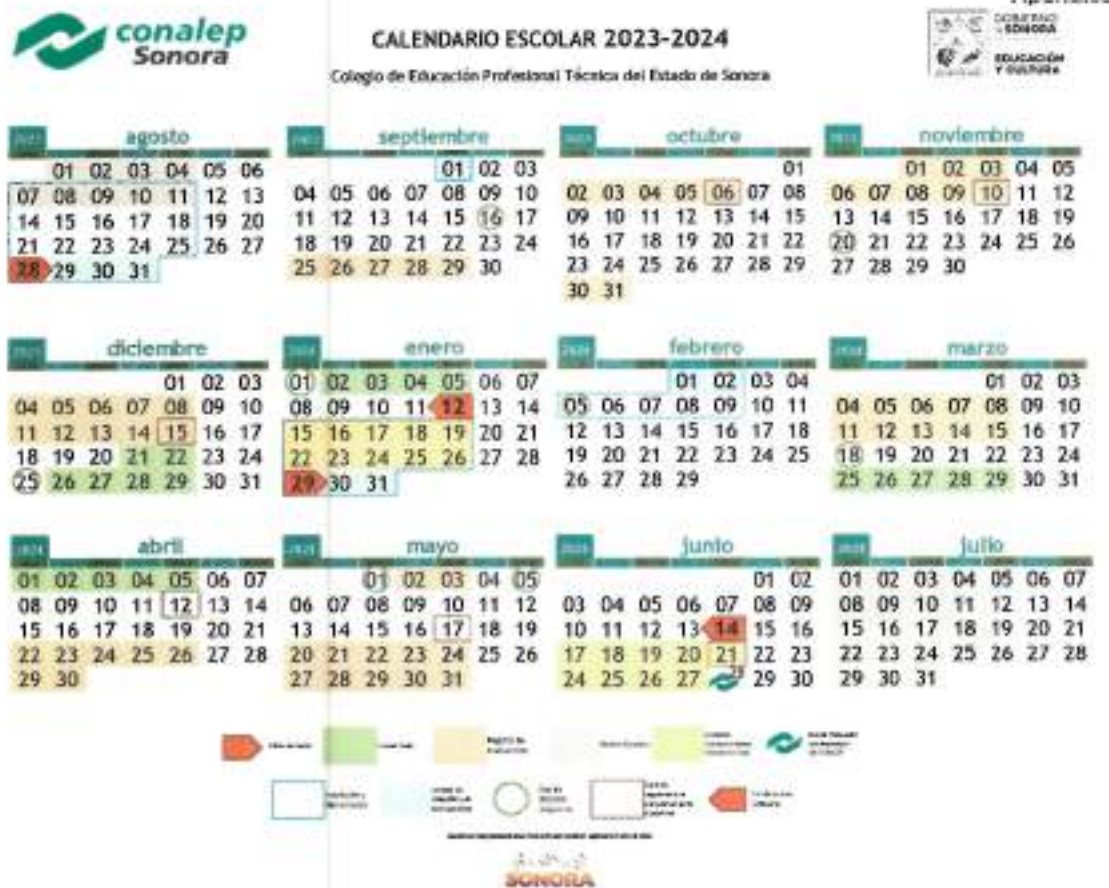 conalep
Sonora
CALENDARIO ESCOLAR 2023-2024
Colegio de Educación Profesional Técnica del Estado de Sonora
GOBIERNO
DE SONORA
EDUCACIÓN
Y CULTURA
2023 agosto
01 02 03 04 05 06
07 08 09 10 11 12 13
14 15 16 17 18 19 20
21 22 23 24 25 26 27
28 29 30 31
2023 septiembre
01 02 03
04 05 06 07 08 09 10
11 12 13 14 15 16 17
18 19 20 21 22 23 24
25 26 27 28 29 30
2023 octubre
01
02 03 04 05 06 07 08
09 10 11 12 13 14 15
16 17 18 19 20 21 22
23 24 25 26 27 28 29
30 31
2023 noviembre
01 02 03 04 05
06 07 08 09 10 11 12
13 14 15 16 17 18 19
20 21 22 23 24 25 26
27 28 29 30
2023 diciembre
01 02 03
04 05 06 07 08 09 10
11 12 13 14 15 16 17
18 19 20 21 22 23 24
25 26 27 28 29 30 31
2024 enero
01 02 03 04 05 06 07
08 09 10 11 12 13 14
15 16 17 18 19 20 21
22 23 24 25 26 27 28
29 30 31
2024 febrero
01 02 03 04
05 06 07 08 09 10 11
12 13 14 15 16 17 18
19 20 21 22 23 24 25
26 27 28 29
2024 marzo
01 02 03
04 05 06 07 08 09 10
11 12 13 14 15 16 17
18 19 20 21 22 23 24
25 26 27 28 29 30 31
2024 abril
01 02 03 04 05 06 07
08 09 10 11 12 13 14
15 16 17 18 19 20 21
22 23 24 25 26 27 28
29 30
2024 mayo
01 02 03 04 05
06 07 08 09 10 11 12
13 14 15 16 17 18 19
20 21 22 23 24 25 26
27 28 29 30 31
2024 junio
01 02
03 04 05 06 07 08 09
10 11 12 13 14 15 16
17 18 19 20 21 22 23
24 25 26 27 28 29 30
2024 julio
01 02 03 04 05 06 07
08 09 10 11 12 13 14
15 16 17 18 19 20 21
22 23 24 25 26 27 28
29 30 31
SONORA